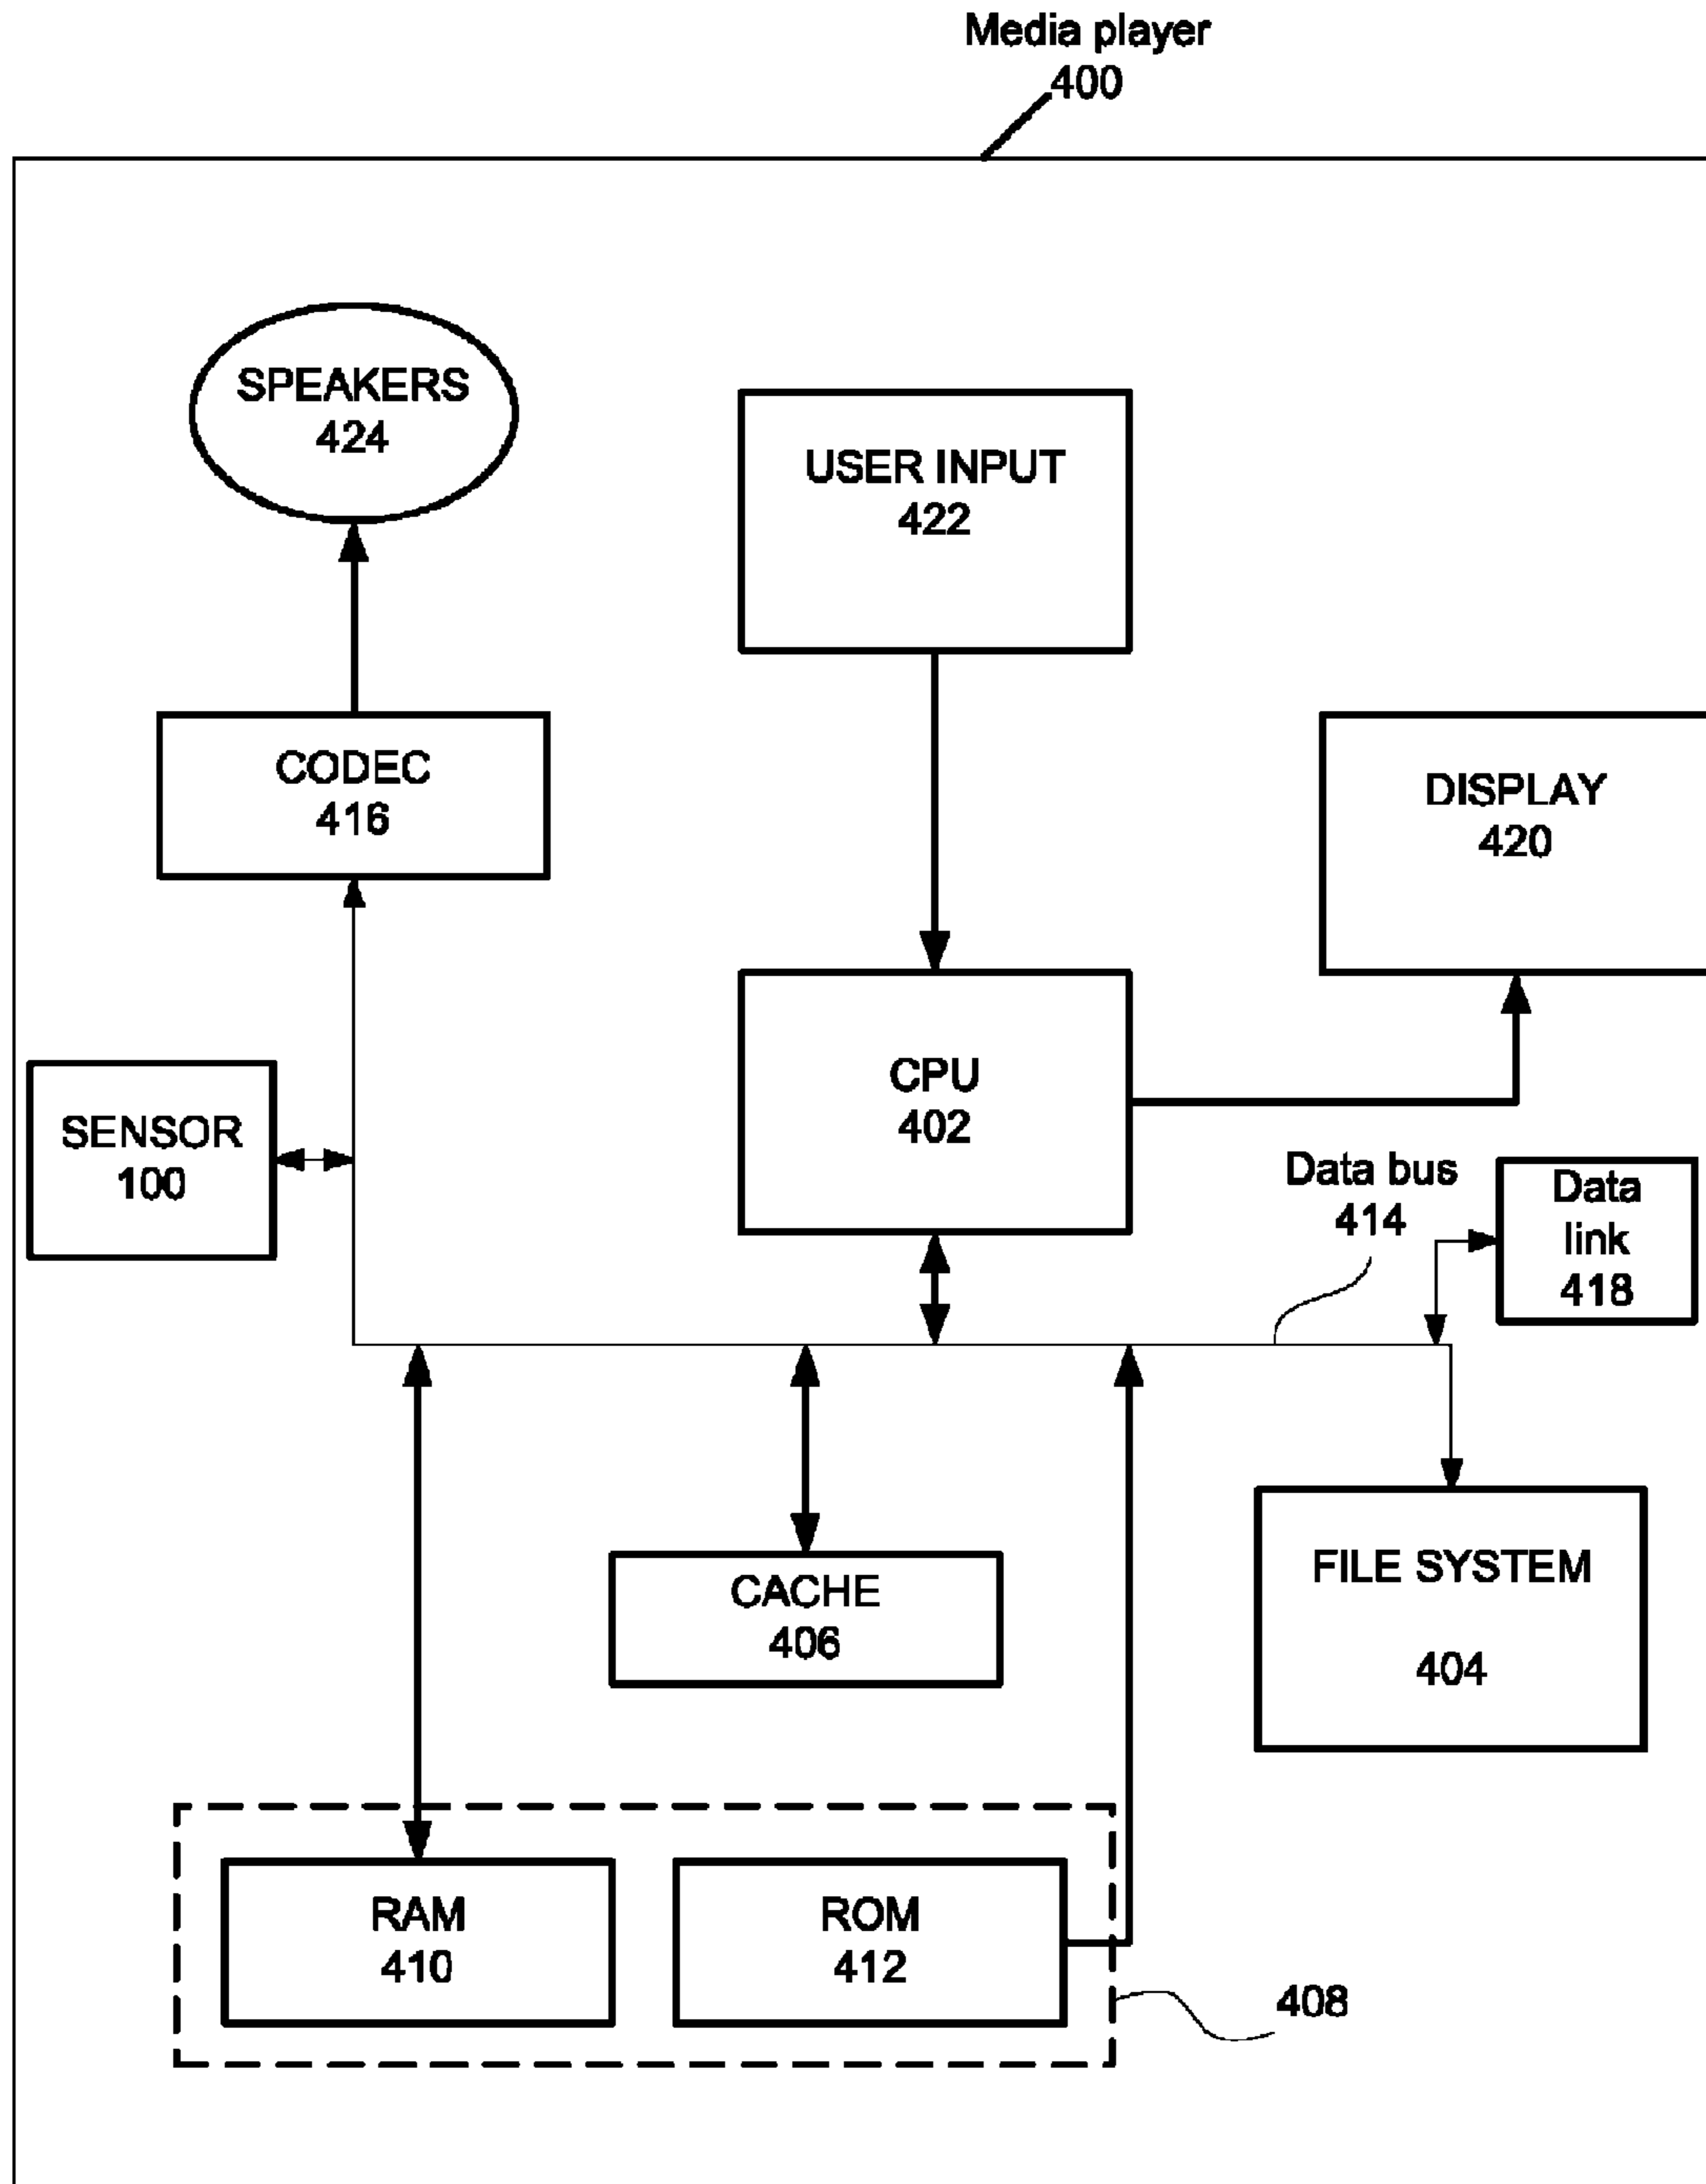 Media player
400
SPEAKERS
424
USER INPUT
422
CODEC
416
DISPLAY
420
CPU
402
SENSOR
100
Data bus
414
Data
link
418
FILE SYSTEM
404
CACHE
406
RAM
410
ROM
412
408